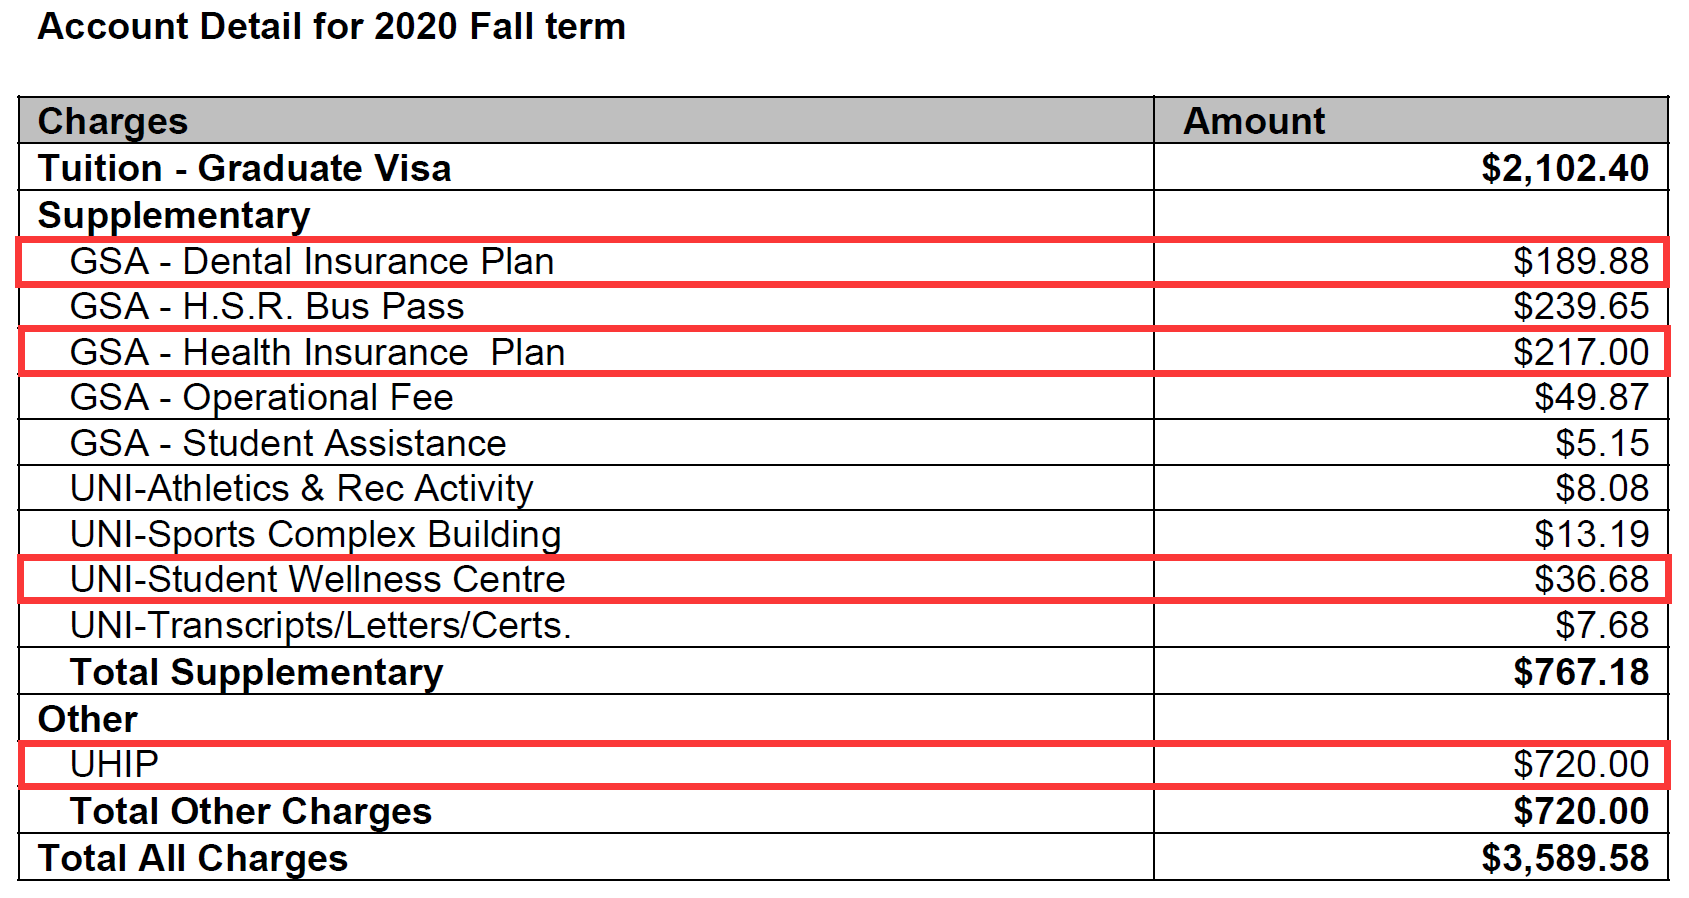 Account Detail for 2020 Fall term
Charges Amount
Tuition - Graduate Visa $2,102.40
Supplementary
GSA - Dental Insurance Plan $189.88
GSA - H.S.R. Bus Pass $239.65
GSA - Health Insurance  Plan $217.00
GSA - Operational Fee $49.87
GSA - Student Assistance $5.15
UNI-Athletics & Rec Activity $8.08
UNI-Sports Complex Building $13.19
UNI-Student Wellness Centre $36.68
UNI-Transcripts/Letters/Certs. $7.68
Total Supplementary $767.18
Other
UHIP $720.00
Total Other Charges $720.00
Total All Charges $3,589.58